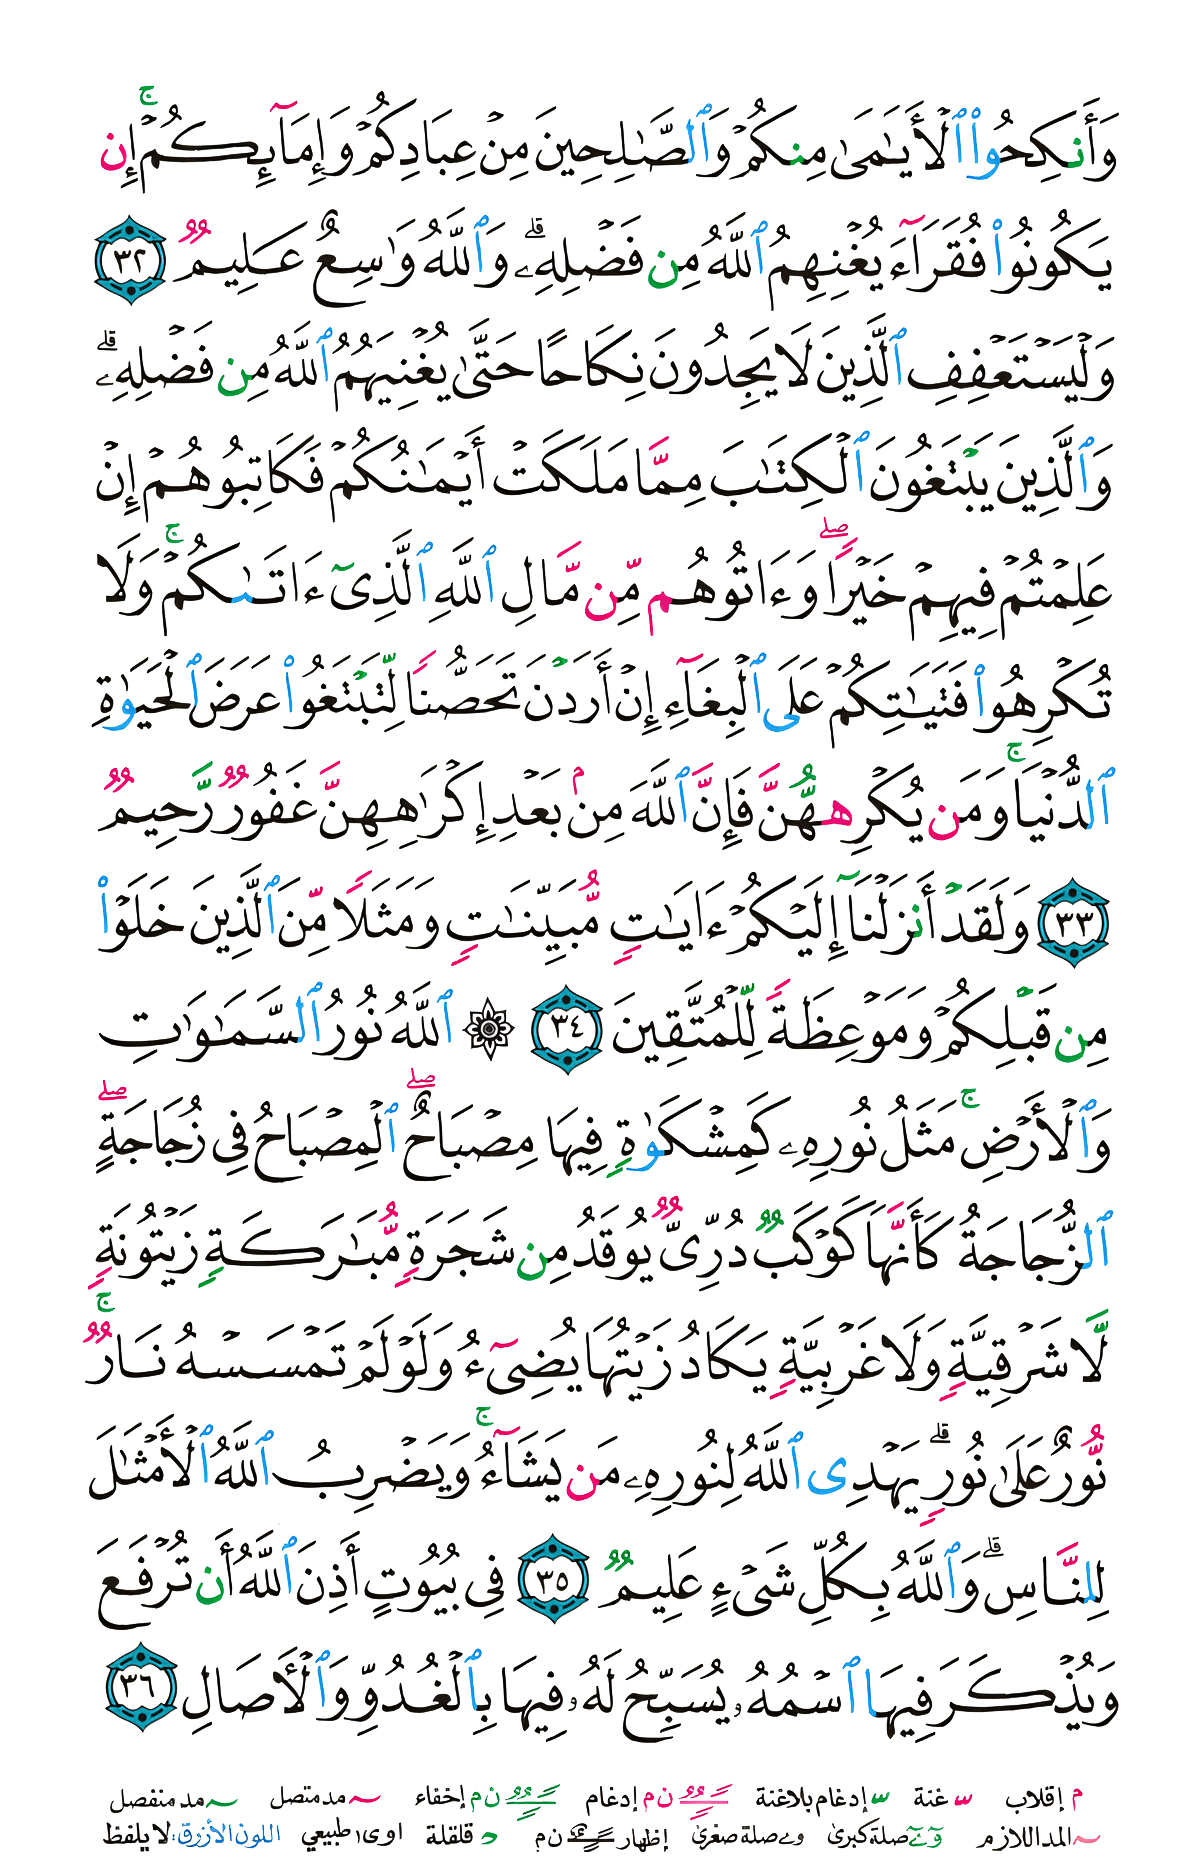 وَأَنكِحُوا۟ ٱلْأَيَـٰمَىٰ مِنكُمْ وَٱلصَّـٰلِحِينَ مِنْ عِبَادِكُمْ وَإِمَآئِكُمْ ۚ إِن
يَكُونُوا۟ فُقَرَآءَ يُغْنِهِمُ ٱللَّهُ مِن فَضْلِهِۦ ۗ وَٱللَّهُ وَٰسِعٌ عَلِيمٌ ٣٢
وَلْيَسْتَعْفِفِ ٱلَّذِينَ لَا يَجِدُونَ نِكَاحًا حَتَّىٰ يُغْنِيَهُمُ ٱللَّهُ مِن فَضْلِهِۦ ۗ
وَٱلَّذِينَ يَبْتَغُونَ ٱلْكِتَـٰبَ مِمَّا مَلَكَتْ أَيْمَـٰنُكُمْ فَكَاتِبُوهُمْ إِنْ
عَلِمْتُمْ فِيهِمْ خَيْرًا ۖ وَءَاتُوهُم مِّن مَّالِ ٱللَّهِ ٱلَّذِىٓ ءَاتَىٰكُمْ ۚ وَلَا
تُكْرِهُوا۟ فَتَيَـٰتِكُمْ عَلَى ٱلْبِغَآءِ إِنْ أَرَدْنَ تَحَصُّنًا لِّتَبْتَغُوا۟ عَرَضَ ٱلْحَيَوٰةِ
ٱلدُّنْيَا ۚ وَمَن يُكْرِههُّنَّ فَإِنَّ ٱللَّهَ مِنۢ بَعْدِ إِكْرَٰهِهِنَّ غَفُورٌ رَّحِيمٌ
٣٣ وَلَقَدْ أَنزَلْنَآ إِلَيْكُمْ ءَايَـٰتٍ مُّبَيِّنَـٰتٍ وَمَثَلًا مِّنَ ٱلَّذِينَ خَلَوْا۟
مِن قَبْلِكُمْ وَمَوْعِظَةً لِّلْمُتَّقِينَ ٣٤ ۞ ٱللَّهُ نُورُ ٱلسَّمَـٰوَٰتِ
وَٱلْأَرْضِ ۚ مَثَلُ نُورِهِۦ كَمِشْكَوٰةٍ فِيهَا مِصْبَاحٌ ۖ ٱلْمِصْبَاحُ فِى زُجَاجَةٍ ۖ
ٱلزُّجَاجَةُ كَأَنَّهَا كَوْكَبٌ دُرِّىٌّ يُوقَدُ مِن شَجَرَةٍ مُّبَـٰرَكَةٍ زَيْتُونَةٍ
لَّا شَرْقِيَّةٍ وَلَا غَرْبِيَّةٍ يَكَادُ زَيْتُهَا يُضِىٓءُ وَلَوْ لَمْ تَمْسَسْهُ نَارٌ ۚ
نُّورٌ عَلَىٰ نُورٍ ۗ يَهْدِى ٱللَّهُ لِنُورِهِۦ مَن يَشَآءُ ۚ وَيَضْرِبُ ٱللَّهُ ٱلْأَمْثَـٰلَ
لِلنَّاسِ ۗ وَٱللَّهُ بِكُلِّ شَىْءٍ عَلِيمٌ ٣٥ فِى بُيُوتٍ أَذِنَ ٱللَّهُ أَن تُرْفَعَ
وَيُذْكَرَ فِيهَا ٱسْمُهُۥ يُسَبِّحُ لَهُۥ فِيهَا بِٱلْغُدُوِّ وَٱلْأَصَالِ ٣٦
م إقلاب غنة إدغام بلاغنة ن م إدغام ن م إخفاء مد متصل مد منفصل
المد اللازم وۓ صلة كبرى وے صلة صغرى إظهار ن م قلقلة اوى طبيعي اللون الأزرق: لا يلفظ